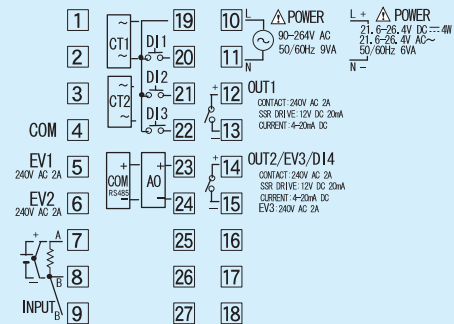 1
2
3
COM 4
EV1 5
240V AC 2A
EV2 6
240V AC 2A
7
8
INPUT 9
+
−
A
B
B
~
CT1
~
~
CT2
~
DI1
DI2
DI3
+
COM
RS485
−
+
AO
−
19
20
21
22
23
24
25
26
27
10
11
12
13
14
15
16
17
18
L
N
⚠ POWER
90-264V AC
50/60Hz 9VA
L +
N −
⚠ POWER
21.6-26.4V DC⎓4W
21.6-26.4V AC~
50/60Hz 6VA
+
−
OUT1
CONTACT:240V AC 2A
SSR DRIVE:12V DC 20mA
CURRENT:4-20mA DC
+
−
OUT2/EV3/DI4
CONTACT:240V AC 2A
SSR DRIVE:12V DC 20mA
CURRENT:4-20mA DC
EV3:240V AC 2A